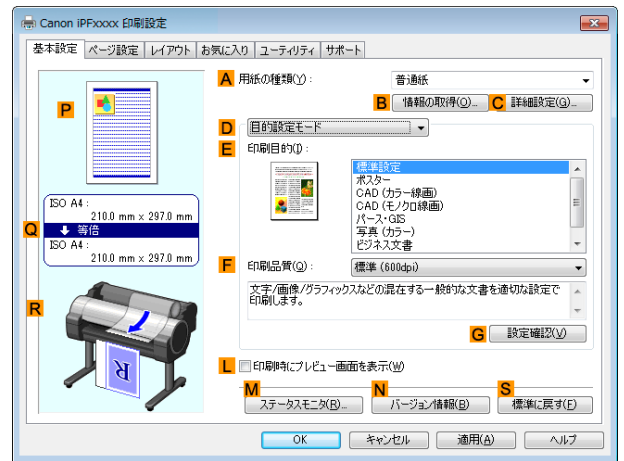 Canon iPFxxxx 印刷設定
基本設定 ページ設定 レイアウト お気に入り ユーティリティ サポート
A 用紙の種類(Y): 普通紙
P
B 情報の取得(O)... C 詳細設定(G)...
D 目的設定モード
E 印刷目的(I):
標準設定
ポスター
CAD (カラー線画)
CAD (モノクロ線画)
パース・GIS
写真 (カラー)
ビジネス文書
ISO A4 :
210.0 mm × 297.0 mm
Q 等倍
ISO A4 :
210.0 mm × 297.0 mm
F 印刷品質(Q): 標準 (600dpi)
文字/画像/グラフィックスなどの混在する一般的な文書を適切な設定で
印刷します。
R
G 設定確認(V)
R
L 印刷時にプレビュー画面を表示(W)
M N S
ステータスモニタ(R)... バージョン情報(B) 標準に戻す(F)
OK キャンセル 適用(A) ヘルプ